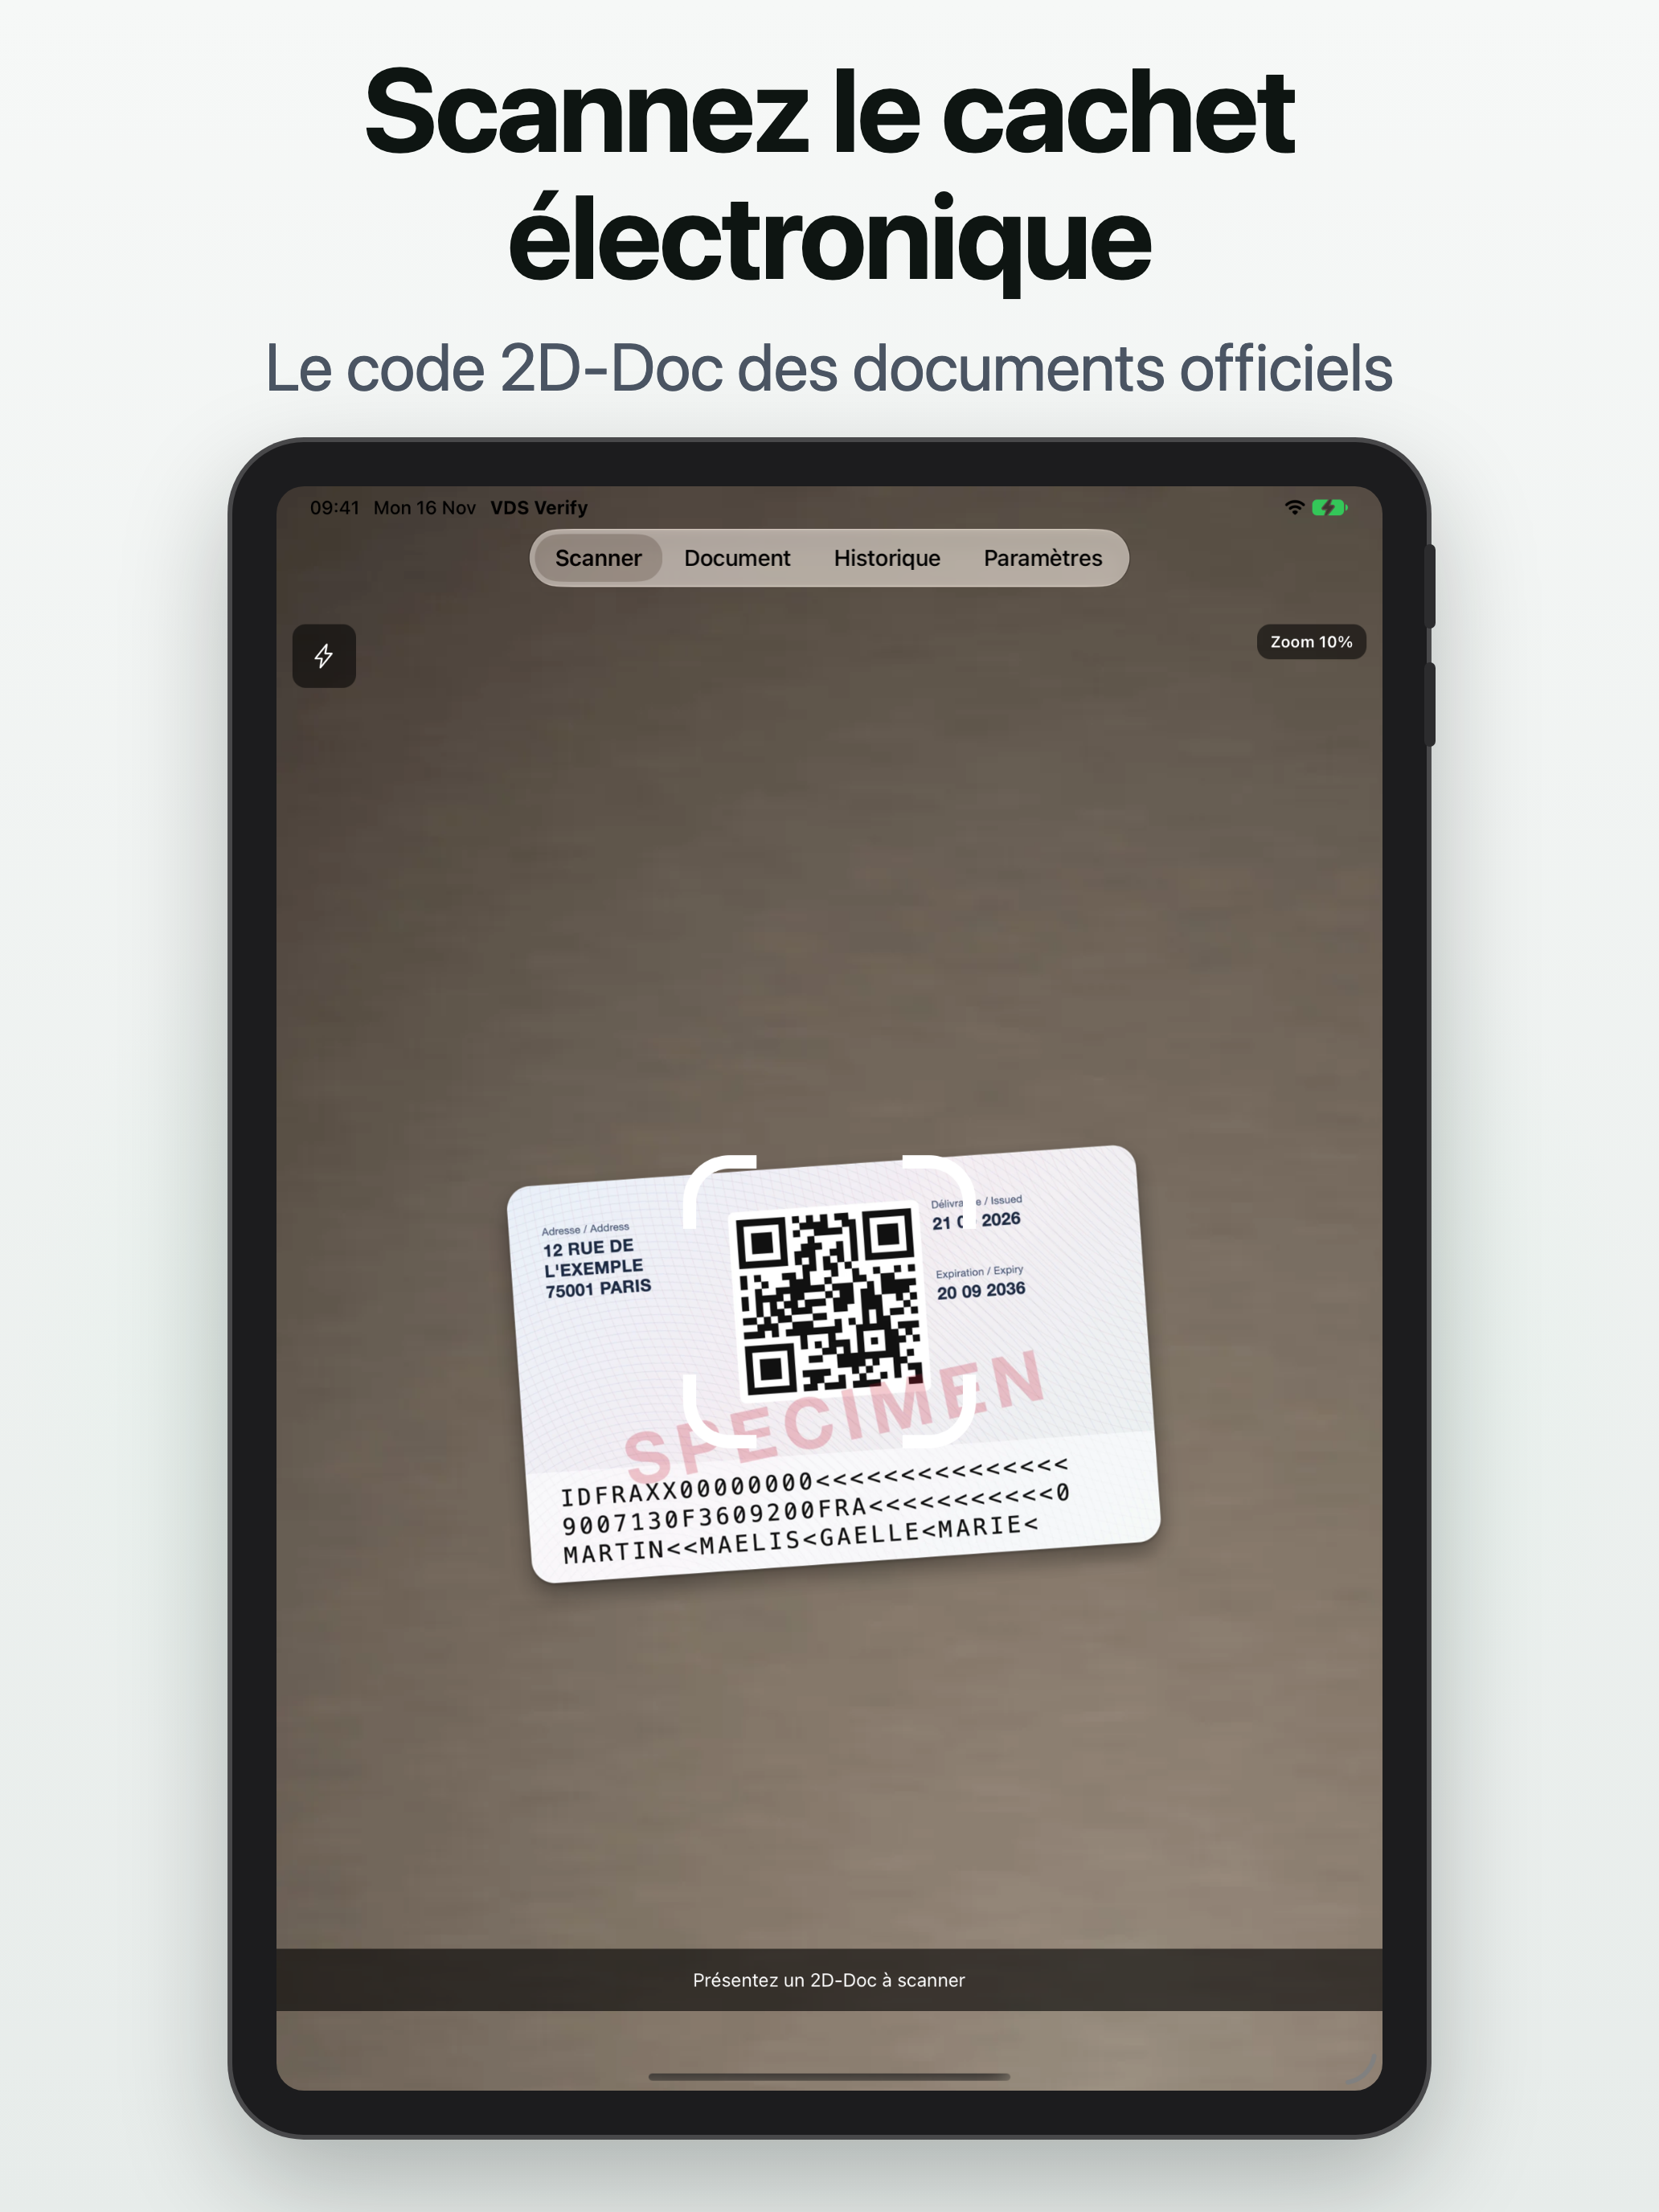 Scannez le cachet
électronique
Le code 2D-Doc des documents officiels
09:41 Mon 16 Nov VDS Verify
Scanner Document Historique Paramètres
Zoom 10%
Adresse / Address
12 RUE DE
L'EXEMPLE
75001 PARIS
/ Issued
21 2026
Expiration / Expiry
20 09 2036
SPECIMEN
IDFRAXX00000000<<<<<<<<<<<<<<<
9007130F3609200FRA<<<<<<<<<<<0
MARTIN<<MAELIS<GAELLE<MARIE<
Présentez un 2D-Doc à scanner